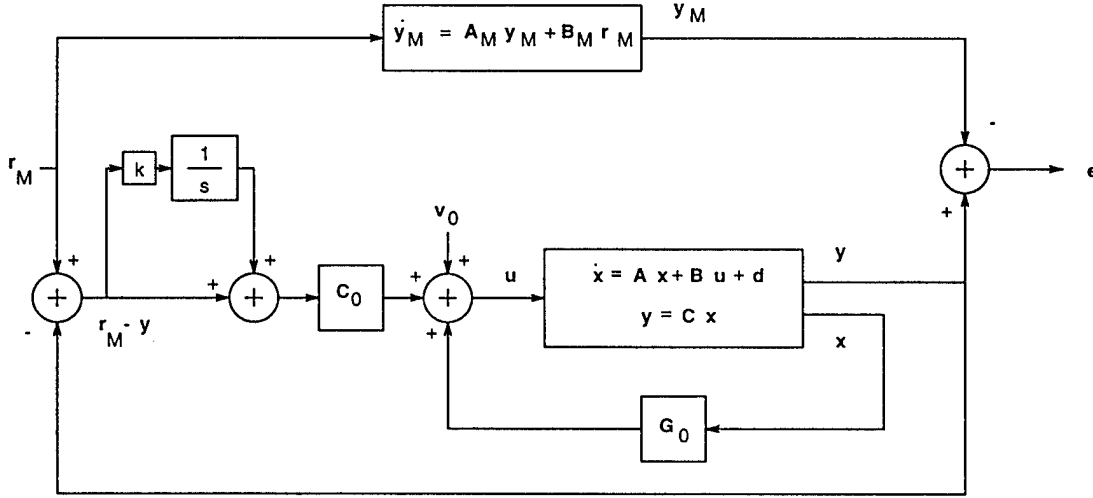 y_M
ẏ_M = A_M y_M + B_M r_M
-
r_M
k
1
s
+
e
+
v_0
+
+
+
+
y
+
+
u
ẋ = A x + B u + d
+
C_0
+
+
y = C x
-
r_M - y
+
x
G_0